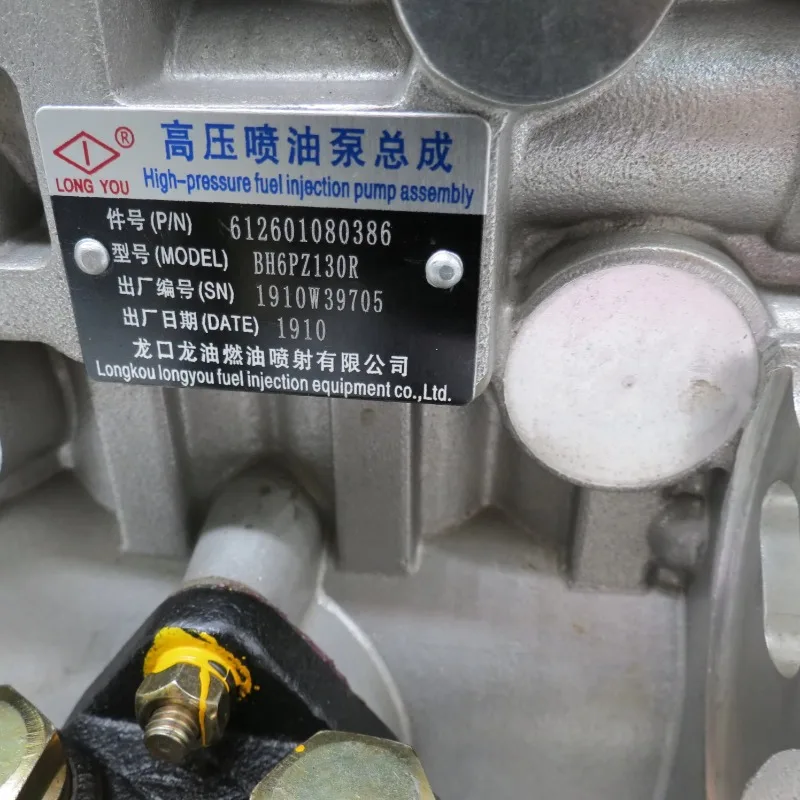 高压喷油泵总成
®
LONG YOU
High-pressure fuel injection pump assembly
件号(P/N) 612601080386
型号(MODEL) BH6PZ130R
出厂编号(SN) 1910W39705
出厂日期(DATE) 1910
龙口龙油燃油喷射有限公司
Longkou longyou fuel injection equipment co.,Ltd.